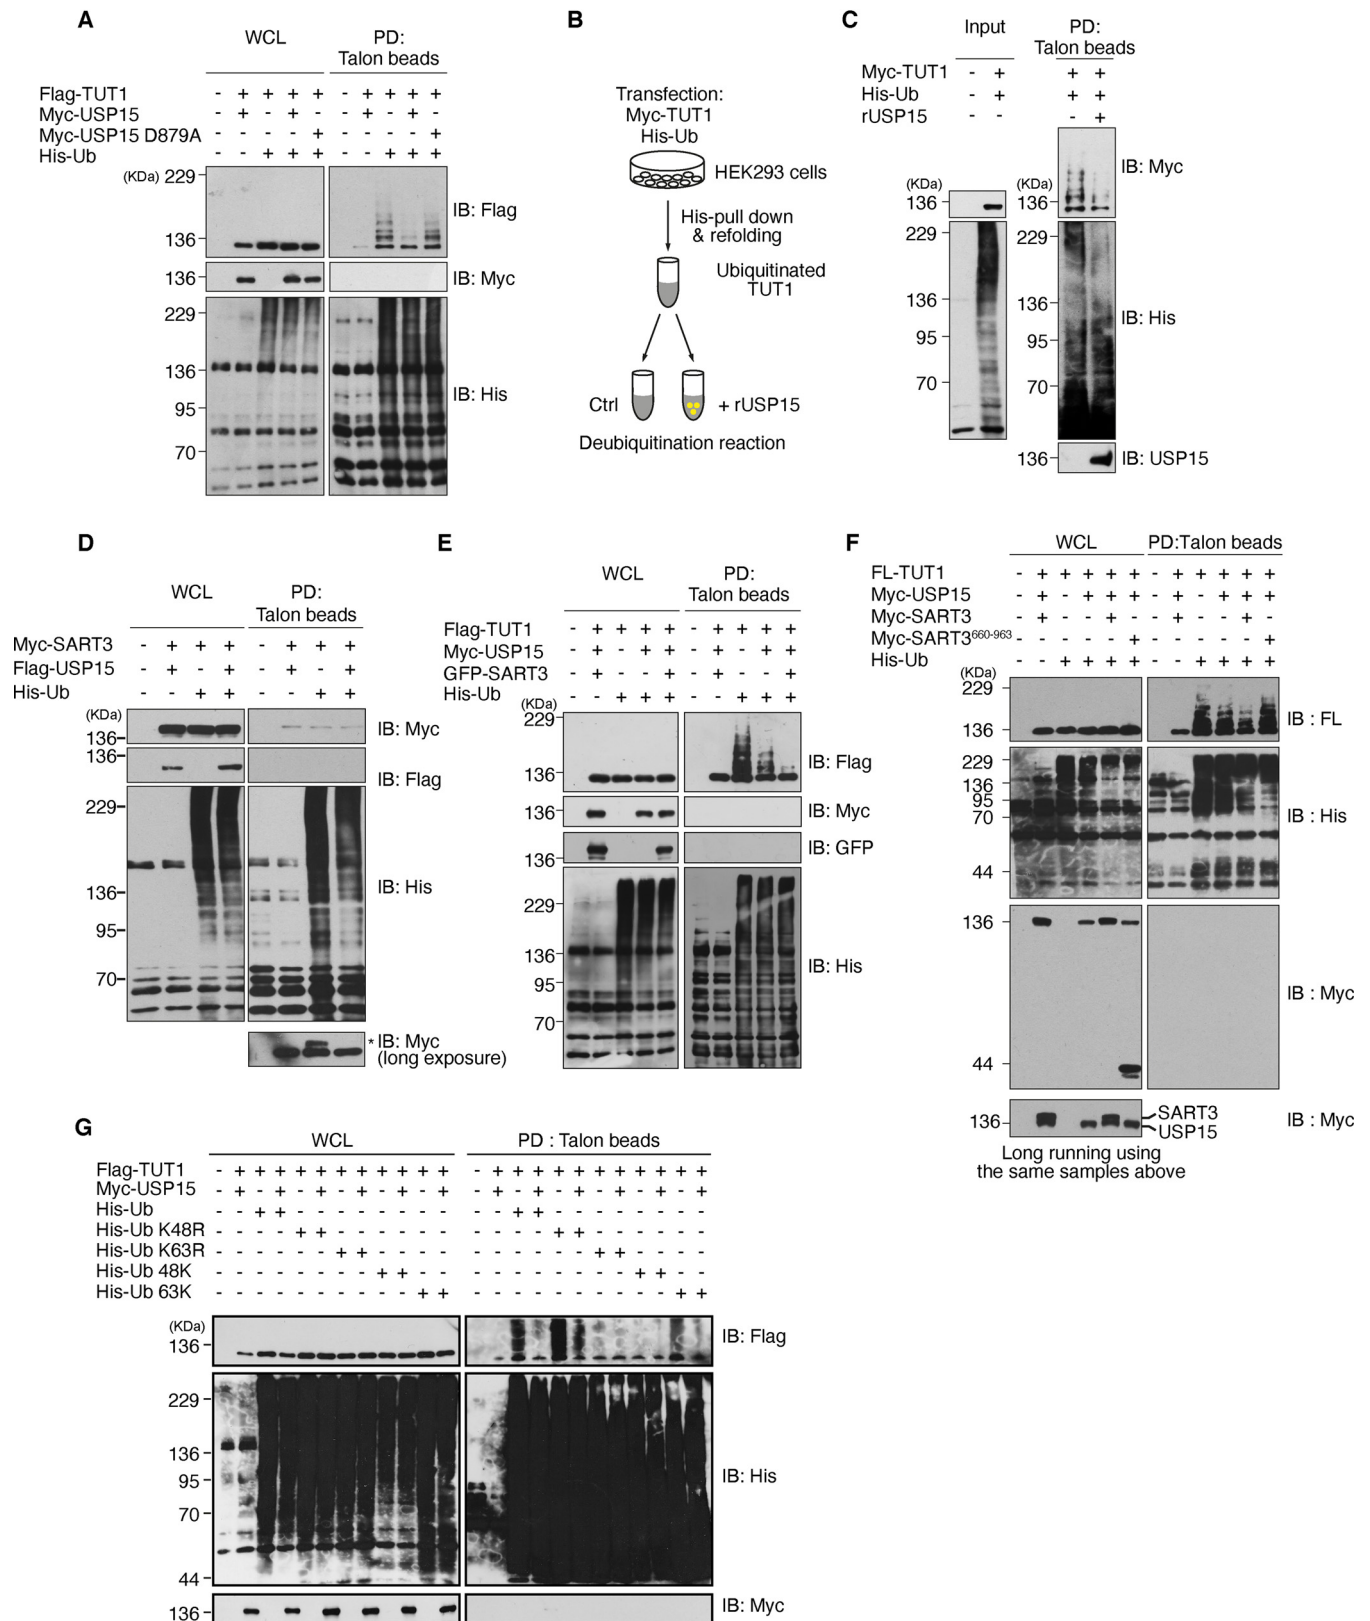 A
WCL
PD:
Talon beads
Flag-TUT1 - + + + + - + + + +
Myc-USP15 - + - + - - + - + -
Myc-USP15 D879A - - - - + - - - - +
His-Ub - - + + + - - + + +
(KDa)
229
136
IB: Flag
136
IB: Myc
229
136
95
70
IB: His
B
Transfection:
Myc-TUT1
His-Ub
HEK293 cells
His-pull down
& refolding
Ubiquitinated
TUT1
Ctrl
+ rUSP15
Deubiquitination reaction
C
Input
PD:
Talon beads
Myc-TUT1 - + + +
His-Ub - + + +
rUSP15 - - - +
(KDa)
136
(KDa)
136
IB: Myc
229
136
95
70
229
136
95
70
IB: His
136
IB: USP15
D
WCL
PD:
Talon beads
Myc-SART3 - + + + - + + +
Flag-USP15 - + - + - + - +
His-Ub - - + + - - + +
(KDa)
136
IB: Myc
136
IB: Flag
229
136
95
70
IB: His
* IB: Myc
(long exposure)
E
WCL
PD:
Talon beads
Flag-TUT1 - + + + + - + + + +
Myc-USP15 - + - + + - + - + +
GFP-SART3 - + - - + - + - - +
His-Ub - - + + + - - + + +
(KDa)
229
136
IB: Flag
136
IB: Myc
136
IB: GFP
229
136
95
70
IB: His
F
WCL
PD:Talon beads
FL-TUT1 - + + + + + - + + + + +
Myc-USP15 - + - + + + - + - + + +
Myc-SART3 - + - - + - - + - - + -
Myc-SART3660-963 - - - - - + - - - - - +
His-Ub - - + + + + - - + + + +
(KDa)
229
136
IB : FL
229
136
95
70
44
IB : His
136
44
IB : Myc
136
SART3
USP15
IB : Myc
Long running using
the same samples above
G
WCL
PD : Talon beads
Flag-TUT1 - + + + + + + + + + + + - + + + + + + + + + + +
Myc-USP15 - + - + - + - + - + - + - + - + - + - + - + - +
His-Ub - - + + - - - - - - - - - - + + - - - - - - - -
His-Ub K48R - - - - + + - - - - - - - - - - + + - - - - - -
His-Ub K63R - - - - - - + + - - - - - - - - - - + + - - - -
His-Ub 48K - - - - - - - - + + - - - - - - - - - - + + - -
His-Ub 63K - - - - - - - - - - + + - - - - - - - - - - + +
(KDa)
136
IB: Flag
229
136
95
70
44
IB: His
136
IB: Myc